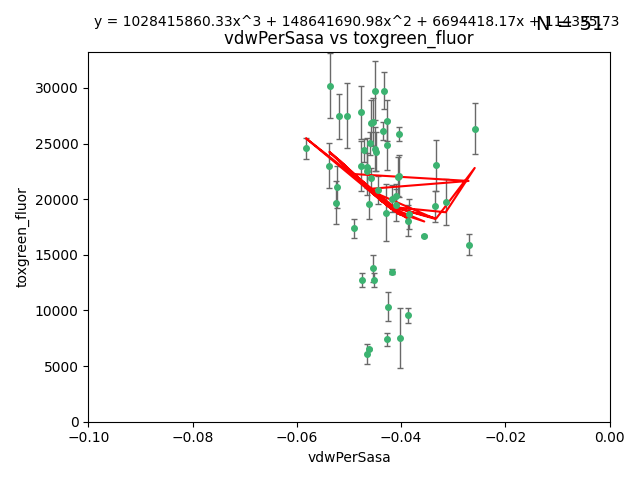 y = 1028415860.33x^3 + 148641690.98x^2 + 6694418.17x +
N = 51
vdwPerSasa vs toxgreen_fluor
toxgreen_fluor
30000
25000
20000
15000
10000
5000
0
−0.10 −0.08 −0.06 −0.04 −0.02 0.00
vdwPerSasa